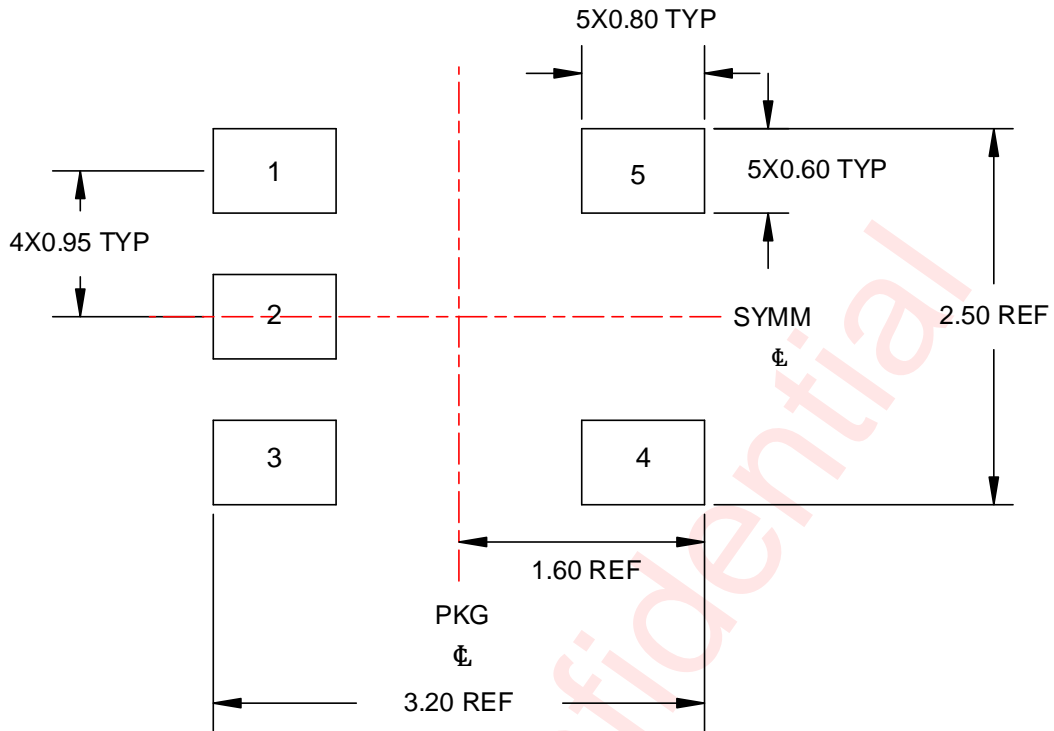 5X0.80 TYP
1
5
5X0.60 TYP
4X0.95 TYP
2
SYMM
℄
2.50 REF
3
4
1.60 REF
PKG
℄
3.20 REF
fidential